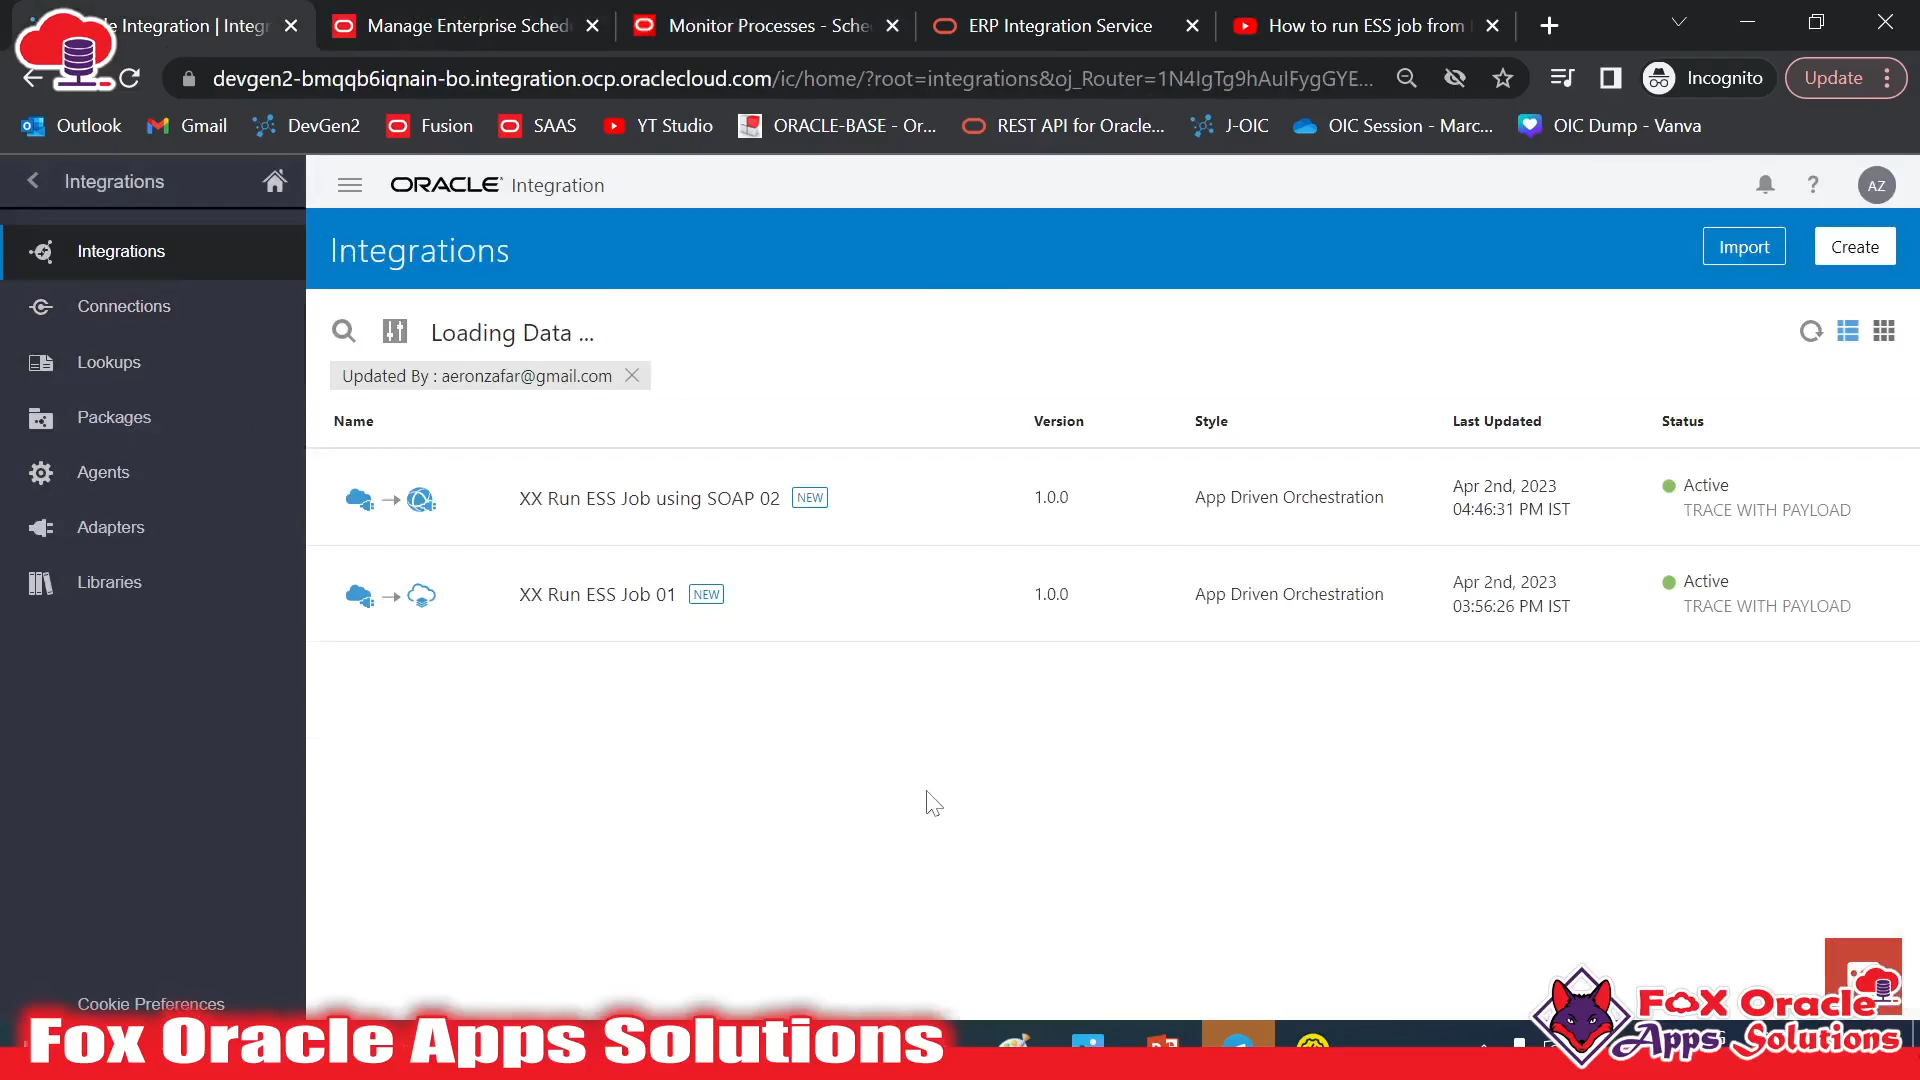 Integration | Integr
Manage Enterprise Sched
Monitor Processes - Sche
ERP Integration Service
How to run ESS job from
devgen2-bmqqb6iqnain-bo.integration.ocp.oraclecloud.com/ic/home/?root=integrations&oj_Router=1N4IgTg9hAuIFygGYE...
Incognito
Update
Outlook
Gmail
DevGen2
Fusion
SAAS
YT Studio
ORACLE-BASE - Or...
REST API for Oracle...
J-OIC
OIC Session - Marc...
OIC Dump - Vanva
Integrations
ORACLE Integration
AZ
Integrations
Connections
Lookups
Packages
Agents
Adapters
Libraries
Cookie Preferences
Integrations
Import
Create
Loading Data ...
Updated By : aeronzafar@gmail.com
Name Version Style Last Updated Status
XX Run ESS Job using SOAP 02 NEW 1.0.0 App Driven Orchestration Apr 2nd, 2023 Active
04:46:31 PM IST TRACE WITH PAYLOAD
XX Run ESS Job 01 NEW 1.0.0 App Driven Orchestration Apr 2nd, 2023 Active
03:56:26 PM IST TRACE WITH PAYLOAD
Fox Oracle Apps Solutions
Fox Oracle
Apps Solutions